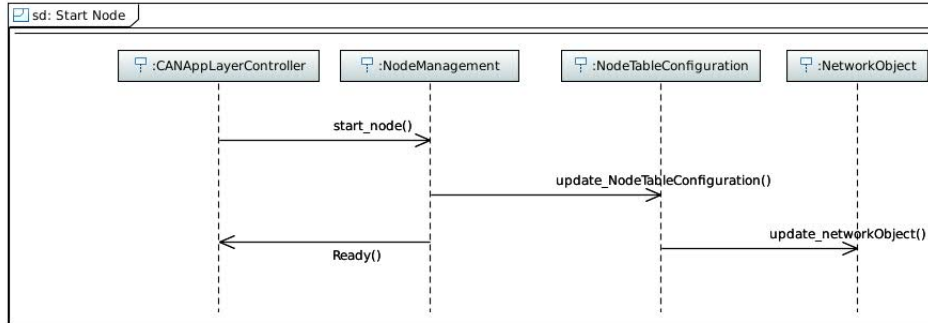 sd: Start Node
:CANAppLayerController
:NodeManagement
:NodeTableConfiguration
:NetworkObject
start_node()
update_NodeTableConfiguration()
update_networkObject()
Ready()